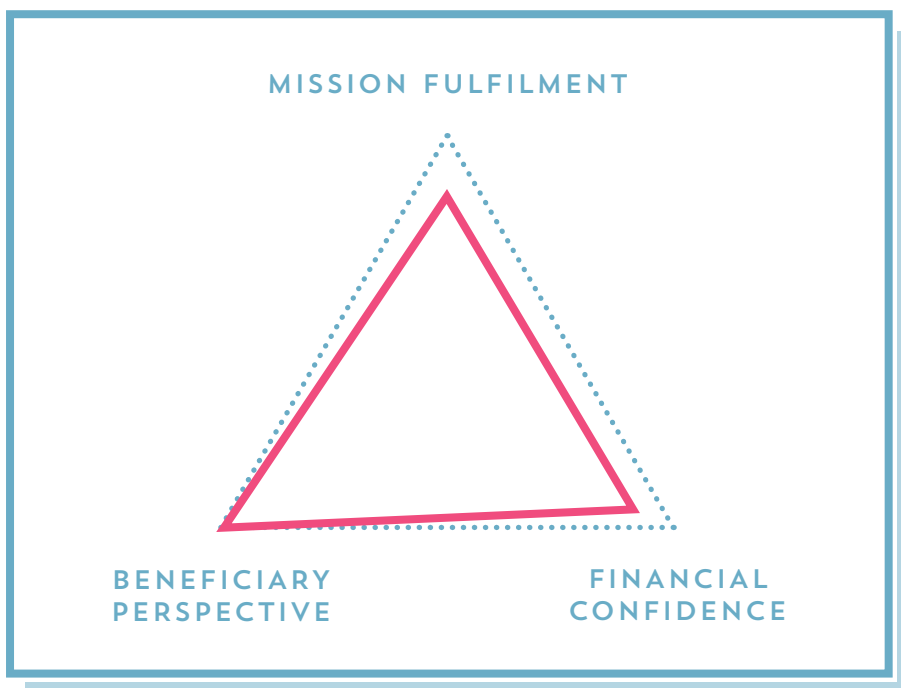 MISSION FULFILMENT
BENEFICIARY
PERSPECTIVE
FINANCIAL
CONFIDENCE